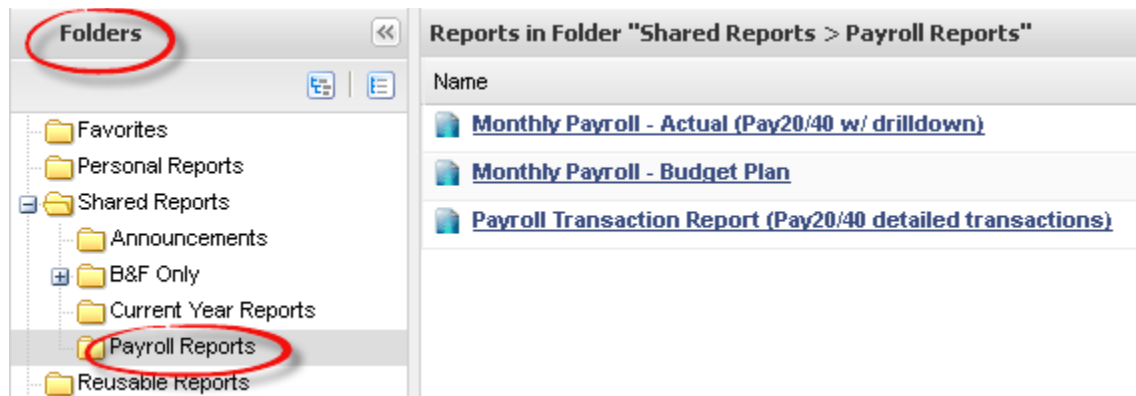 Folders
Reports in Folder "Shared Reports > Payroll Reports"
Name
Favorites
Personal Reports
Shared Reports
Announcements
B&F Only
Current Year Reports
Payroll Reports
Reusable Reports
Monthly Payroll - Actual (Pay20/40 w/ drilldown)
Monthly Payroll - Budget Plan
Payroll Transaction Report (Pay20/40 detailed transactions)